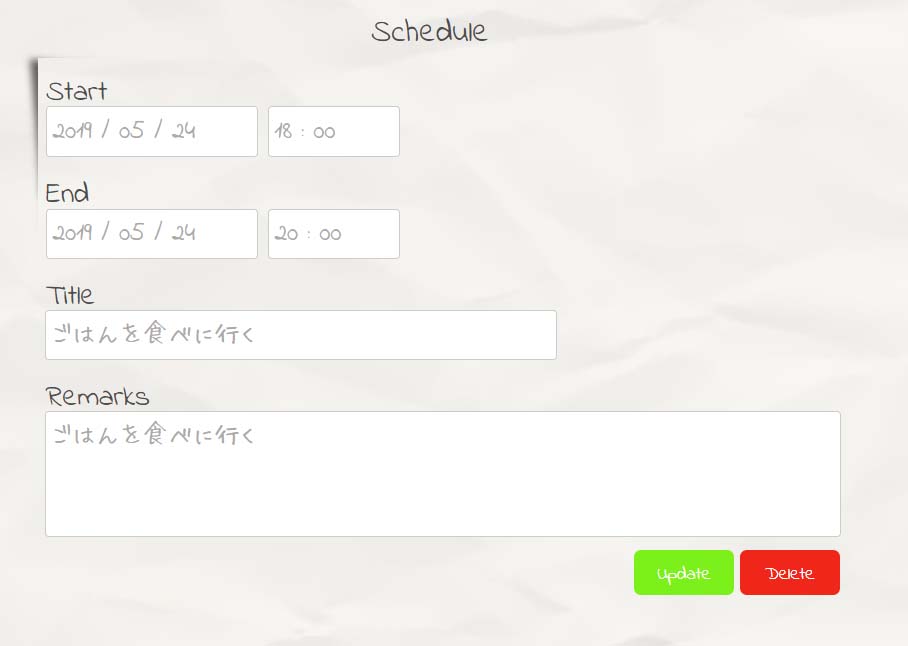 Schedule
Start
2019 / 05 / 24 18 : 00
End
2019 / 05 / 24 20 : 00
Title
ごはんを食べに行く
Remarks
ごはんを食べに行く
Update Delete